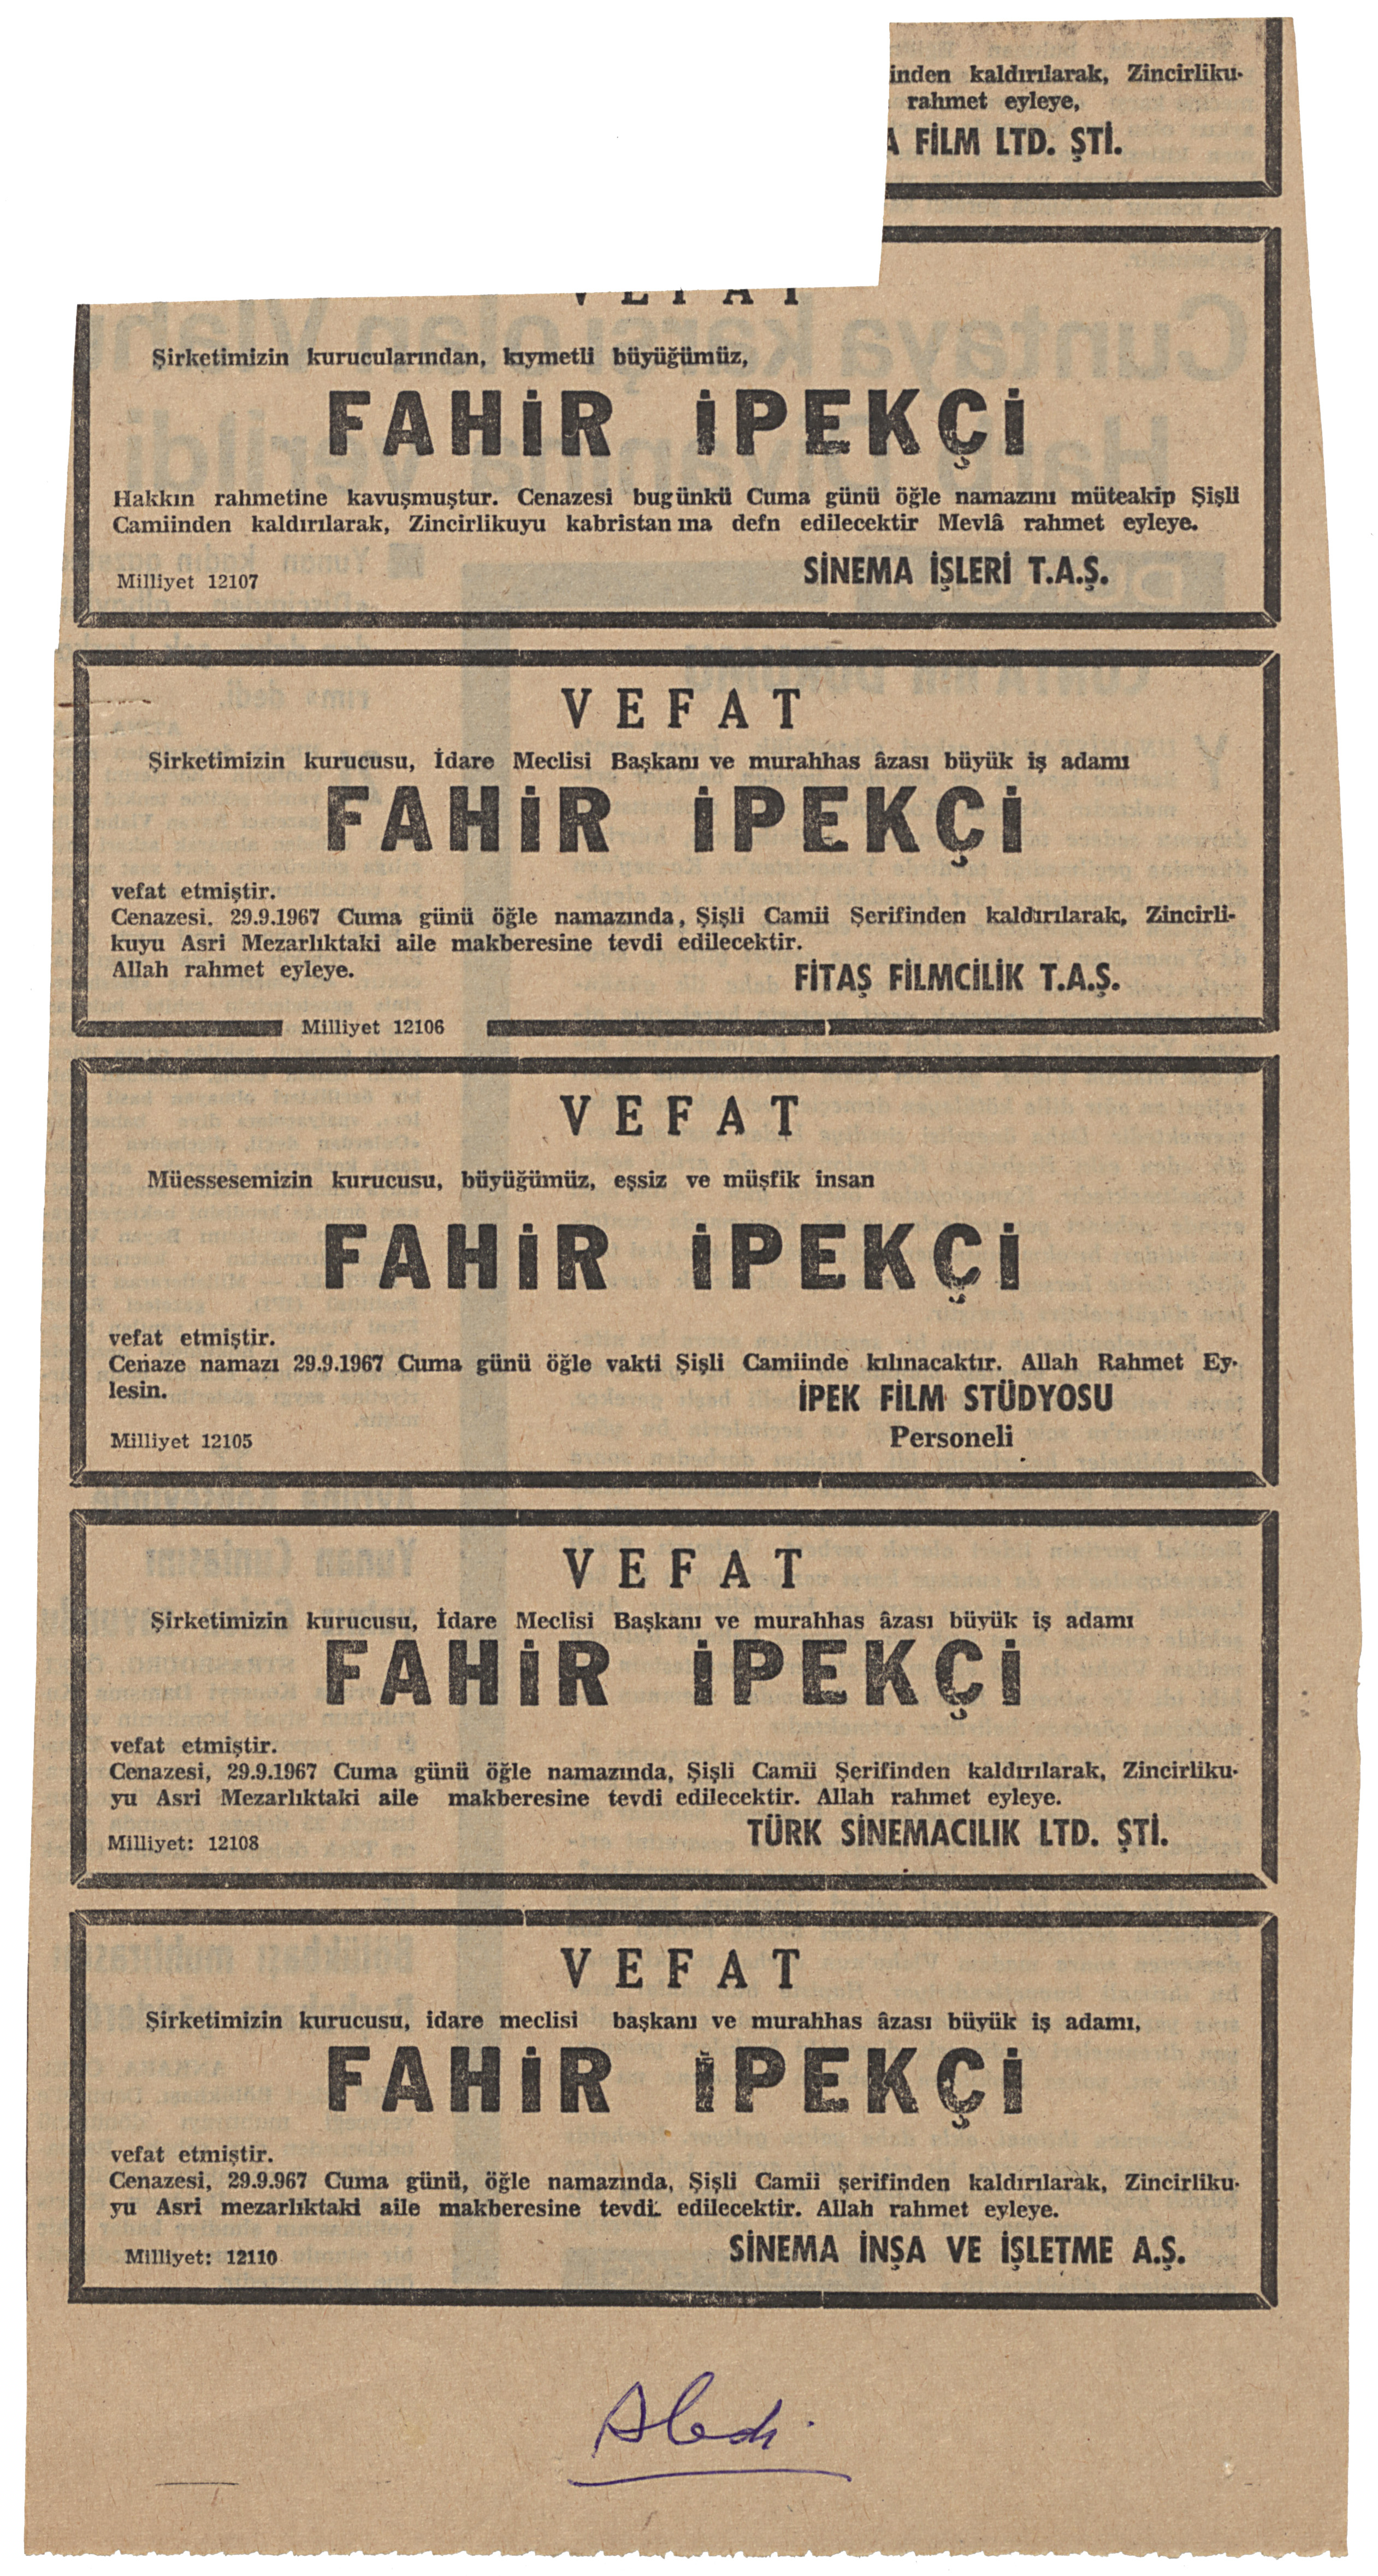 inden kaldırılarak, Zincirliku-
rahmet eyleye,
A FİLM LTD. ŞTİ.
VEFAT
Şirketimizin kurucularından, kıymetli büyüğümüz,
FAHİR İPEKÇİ
Hakkın rahmetine kavuşmuştur. Cenazesi bugünkü Cuma günü öğle namazını müteakip Şişli
Camiinden kaldırılarak, Zincirlikuyu kabristanına defn edilecektir Mevlâ rahmet eyleye.
SİNEMA İŞLERİ T.A.Ş.
Milliyet 12107
VEFAT
Şirketimizin kurucusu, İdare Meclisi Başkanı ve murahhas âzası büyük iş adamı
FAHİR İPEKÇİ
vefat etmiştir.
Cenazesi, 29.9.1967 Cuma günü öğle namazında, Şişli Camii Şerifinden kaldırılarak, Zincirli-
kuyu Asri Mezarlıktaki aile makberesine tevdi edilecektir.
Allah rahmet eyleye.
FİTAŞ FİLMCİLİK T.A.Ş.
Milliyet 12106
VEFAT
Müessesemizin kurucusu, büyüğümüz, eşsiz ve müşfik insan
FAHİR İPEKÇİ
vefat etmiştir.
Cenaze namazı 29.9.1967 Cuma günü öğle vakti Şişli Camiinde kılınacaktır. Allah Rahmet Ey-
lesin.
İPEK FİLM STÜDYOSU
Personeli
Milliyet 12105
VEFAT
Şirketimizin kurucusu, İdare Meclisi Başkanı ve murahhas âzası büyük iş adamı
FAHİR İPEKÇİ
vefat etmiştir.
Cenazesi, 29.9.1967 Cuma günü öğle namazında, Şişli Camii Şerifinden kaldırılarak, Zincirliku-
yu Asri Mezarlıktaki aile makberesine tevdi edilecektir. Allah rahmet eyleye.
TÜRK SİNEMACILIK LTD. ŞTİ.
Milliyet: 12108
VEFAT
Şirketimizin kurucusu, idare meclisi başkanı ve murahhas âzası büyük iş adamı,
FAHİR İPEKÇİ
vefat etmiştir.
Cenazesi, 29.9.967 Cuma günü, öğle namazında, Şişli Camii şerifinden kaldırılarak, Zincirliku-
yu Asri mezarlıktaki aile makberesine tevdi edilecektir. Allah rahmet eyleye.
SİNEMA İNŞA VE İŞLETME A.Ş.
Milliyet: 12110